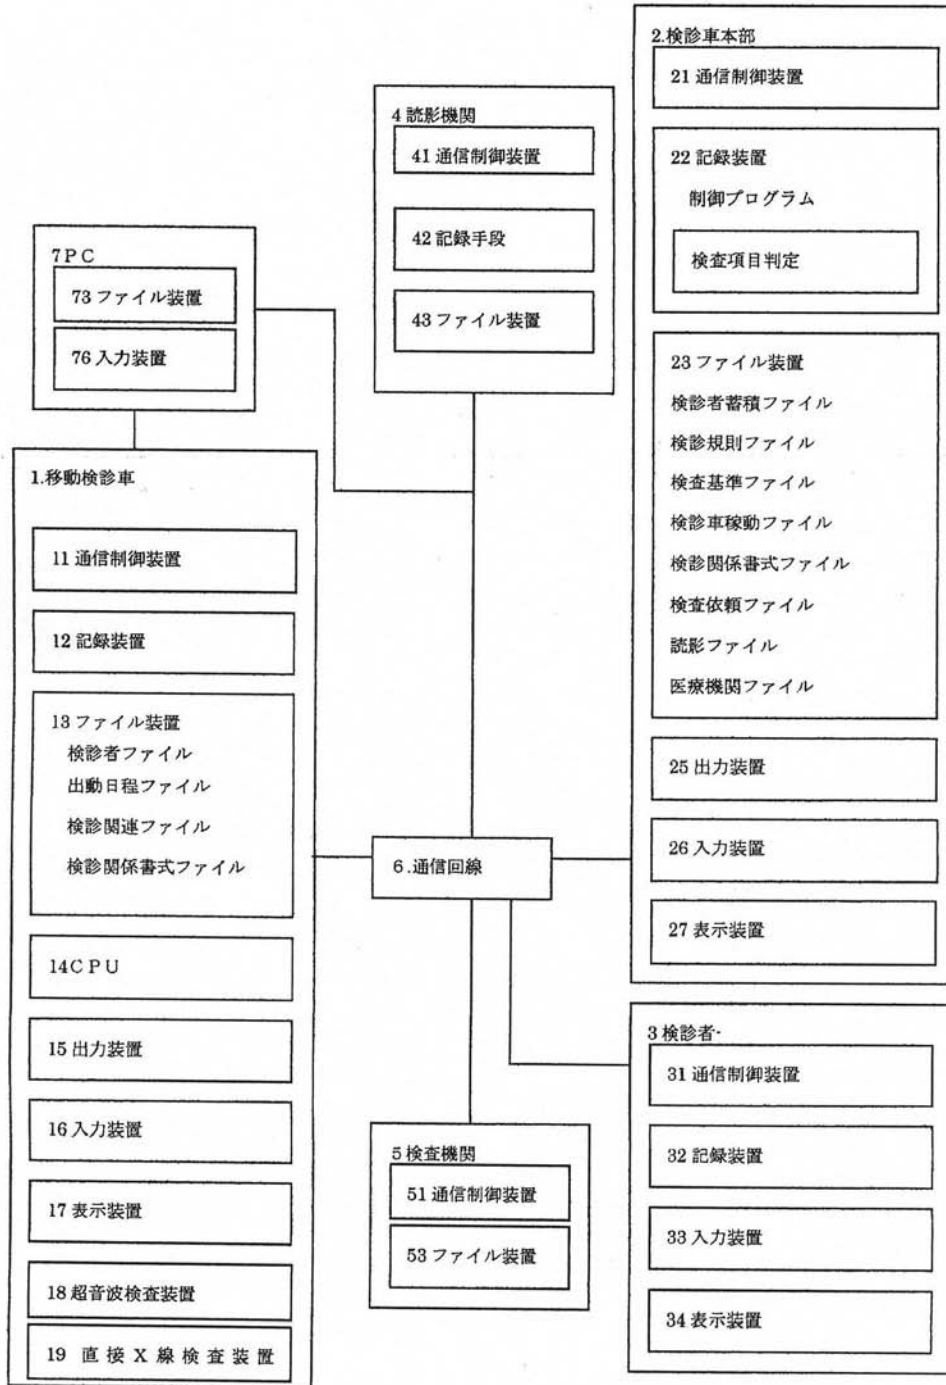 2.検診車本部
21 通信制御装置
22 記録装置
制御プログラム
検査項目判定
23 ファイル装置
検診者蓄積ファイル
検診規則ファイル
検査基準ファイル
検診車稼動ファイル
検診関係書式ファイル
検査依頼ファイル
読影ファイル
医療機関ファイル
25 出力装置
26 入力装置
27 表示装置
4 読影機関
41 通信制御装置
42 記録手段
43 ファイル装置
7 P C
73 ファイル装置
76 入力装置
1.移動検診車
11 通信制御装置
12 記録装置
13 ファイル装置
検診者ファイル
出動日程ファイル
検診関連ファイル
検診関係書式ファイル
14 C P U
15 出力装置
16 入力装置
17 表示装置
18 超音波検査装置
19 直接X線検査装置
6.通信回線
5 検査機関
51 通信制御装置
53 ファイル装置
3 検診者
31 通信制御装置
32 記録装置
33 入力装置
34 表示装置